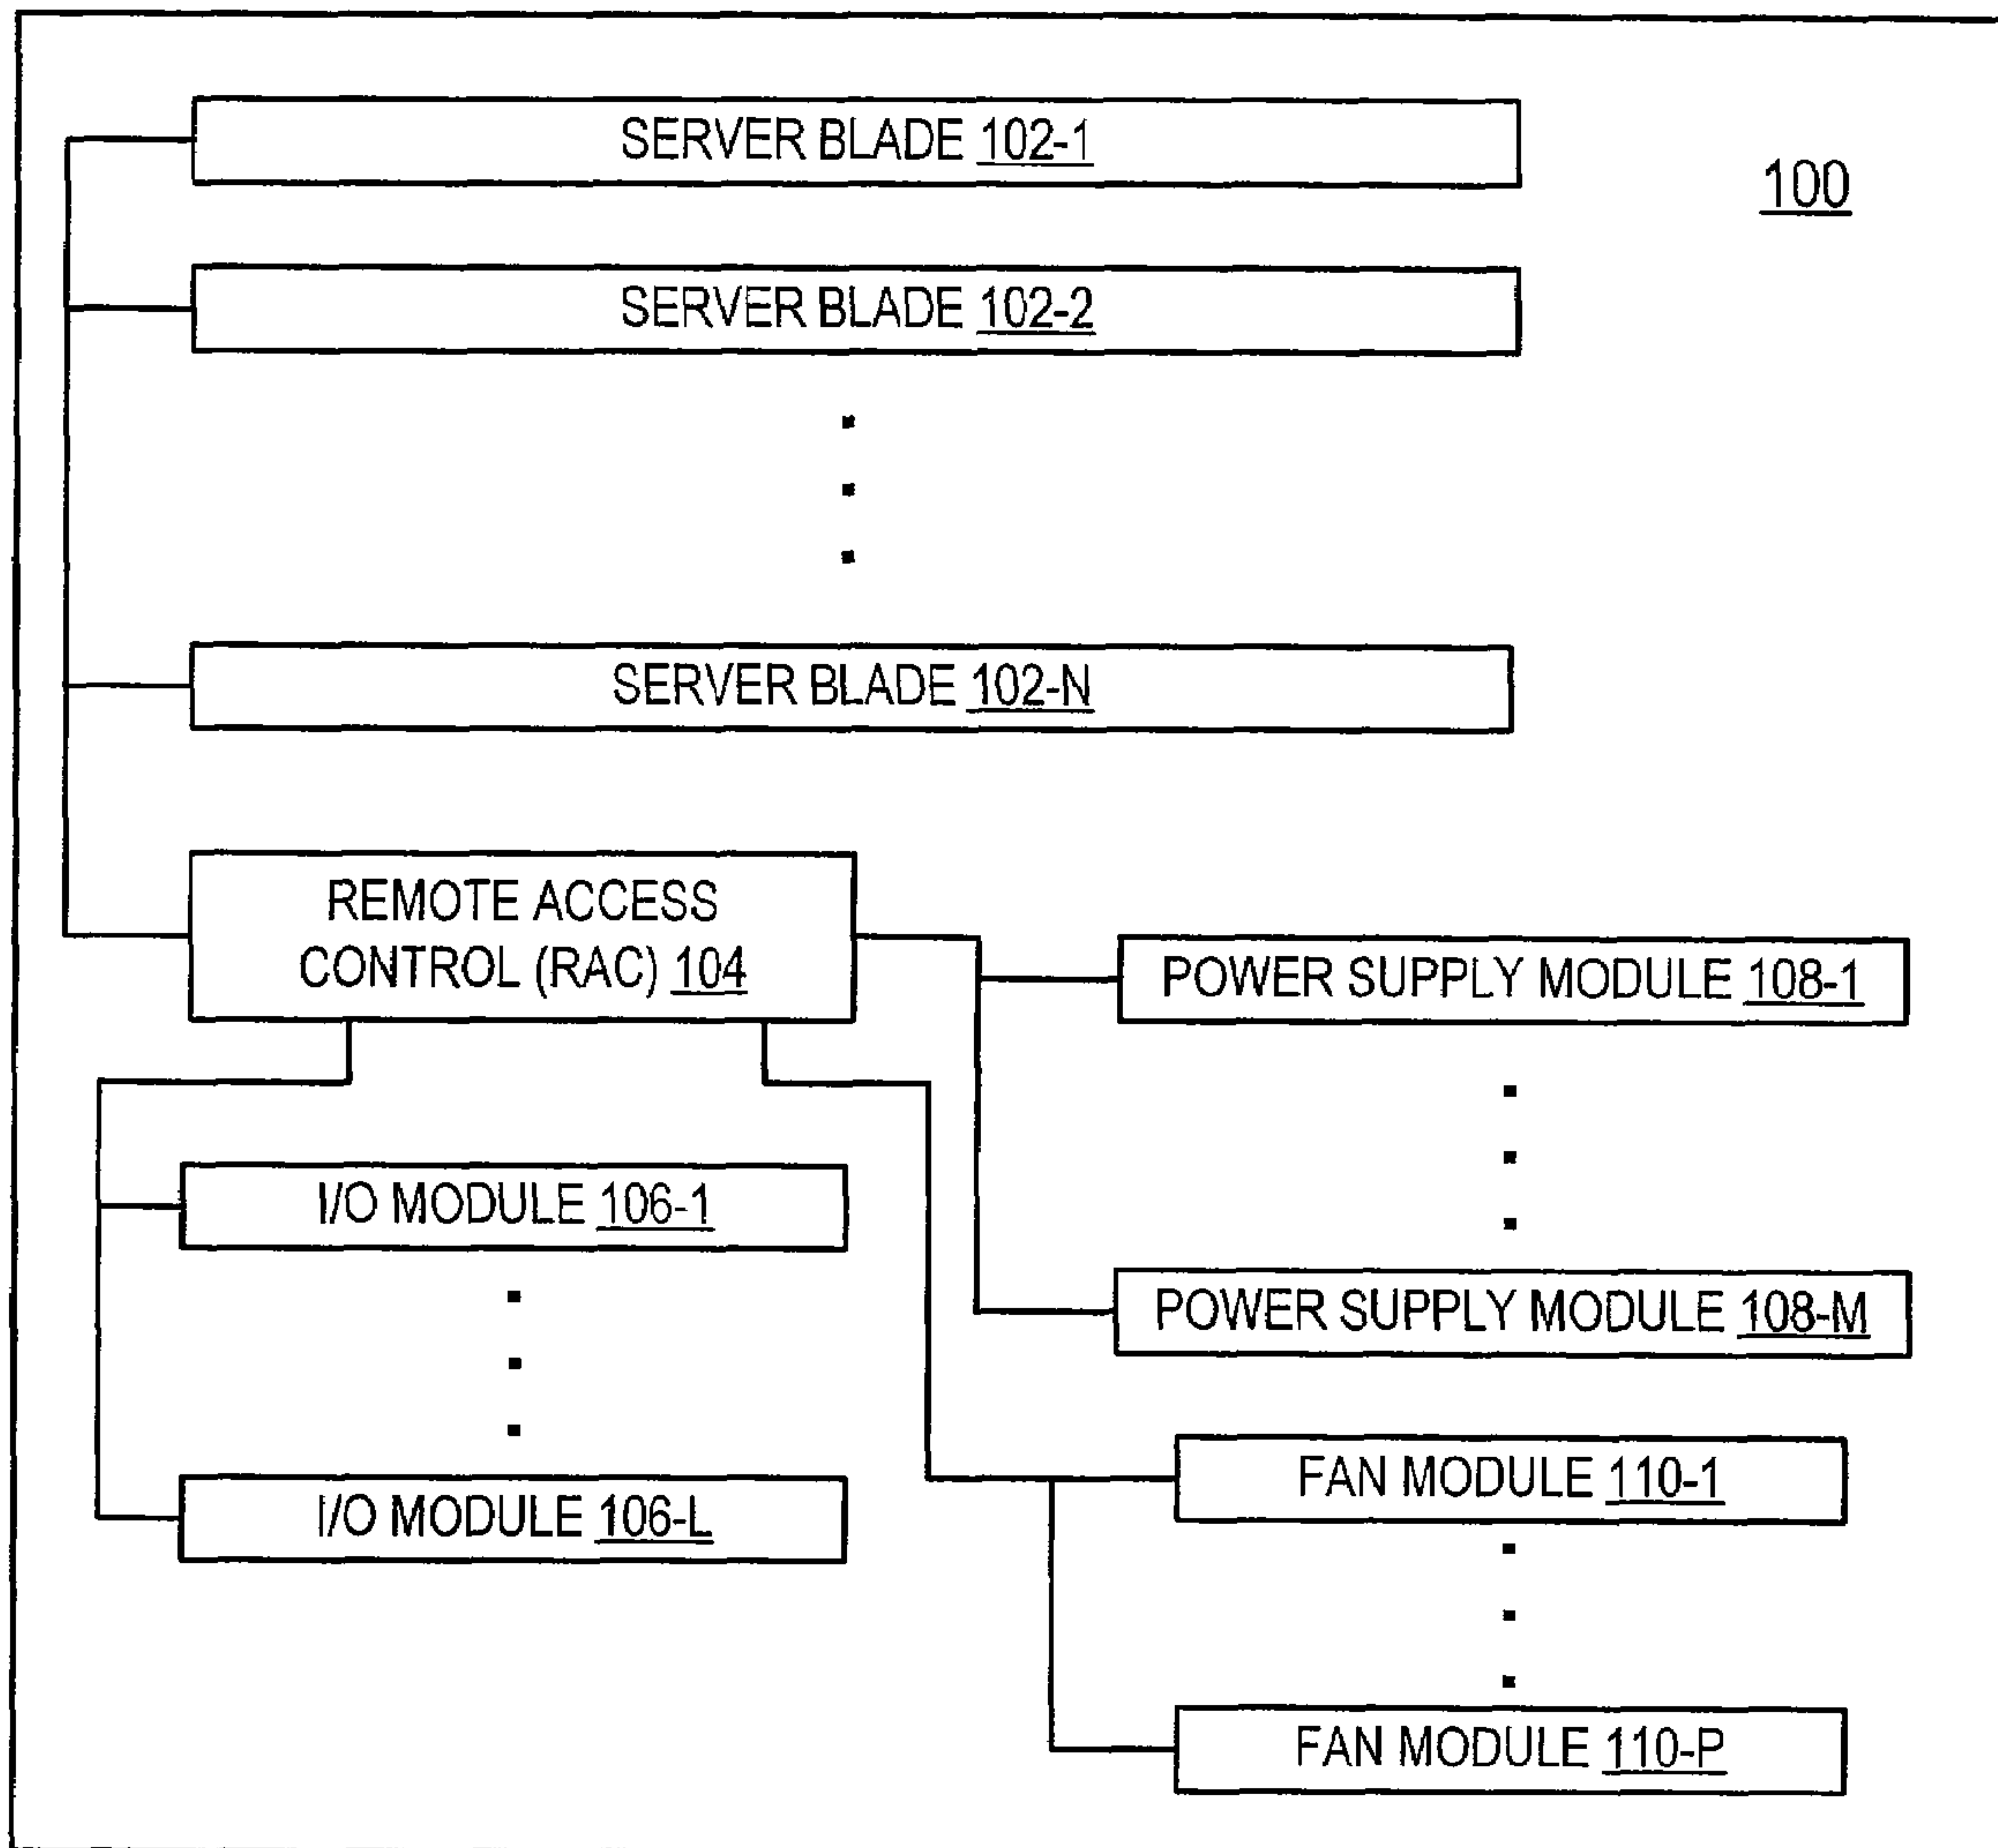 SERVER BLADE 102-1
100
SERVER BLADE 102-2
SERVER BLADE 102-N
REMOTE ACCESS
CONTROL (RAC) 104
POWER SUPPLY MODULE 108-1
I/O MODULE 106-1
POWER SUPPLY MODULE 108-M
FAN MODULE 110-1
I/O MODULE 106-L
FAN MODULE 110-P